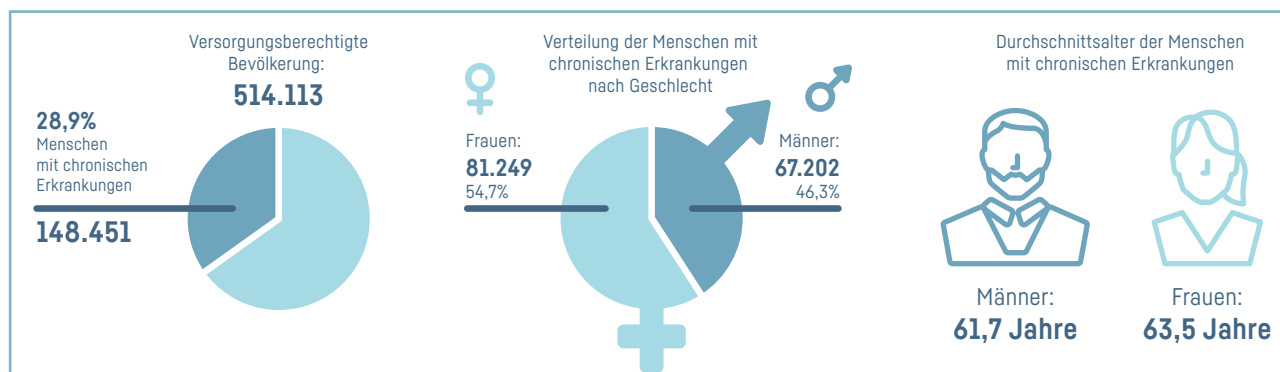 Versorgungsberechtigte
Bevölkerung:
514.113
28,9%
Menschen
mit chronischen
Erkrankungen
148.451
Verteilung der Menschen mit
chronischen Erkrankungen
nach Geschlecht
Frauen:
81.249
54,7%
Männer:
67.202
46,3%
Durchschnittsalter der Menschen
mit chronischen Erkrankungen
Männer:
61,7 Jahre
Frauen:
63,5 Jahre